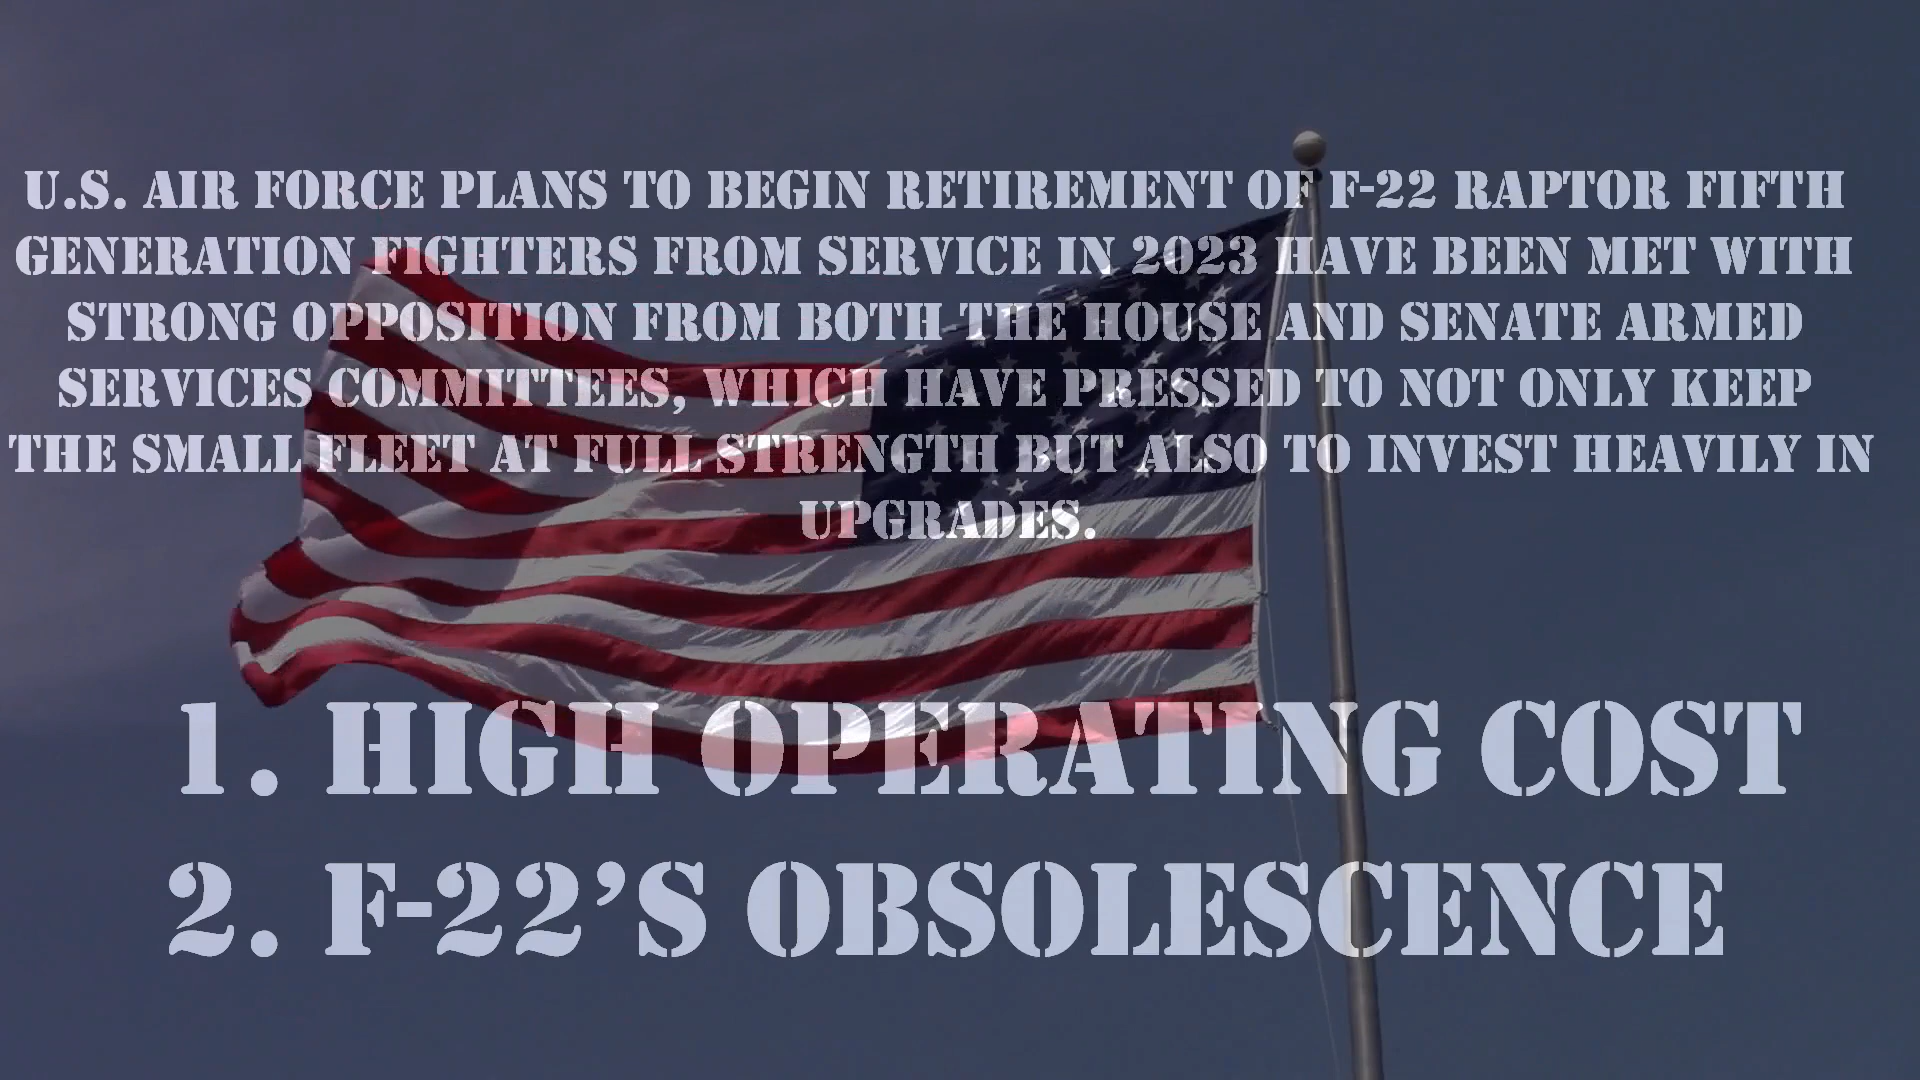 U.S. AIR FORCE PLANS TO BEGIN RETIREMENT OF F-22 RAPTOR FIFTH
GENERATION FIGHTERS FROM SERVICE IN 2023 HAVE BEEN MET WITH
STRONG OPPOSITION FROM BOTH THE HOUSE AND SENATE ARMED
SERVICES COMMITTEES, WHICH HAVE PRESSED TO NOT ONLY KEEP
THE SMALL FLEET AT FULL STRENGTH BUT ALSO TO INVEST HEAVILY IN
UPGRADES.
1. HIGH OPERATING COST
2. F-22’S OBSOLESCENCE